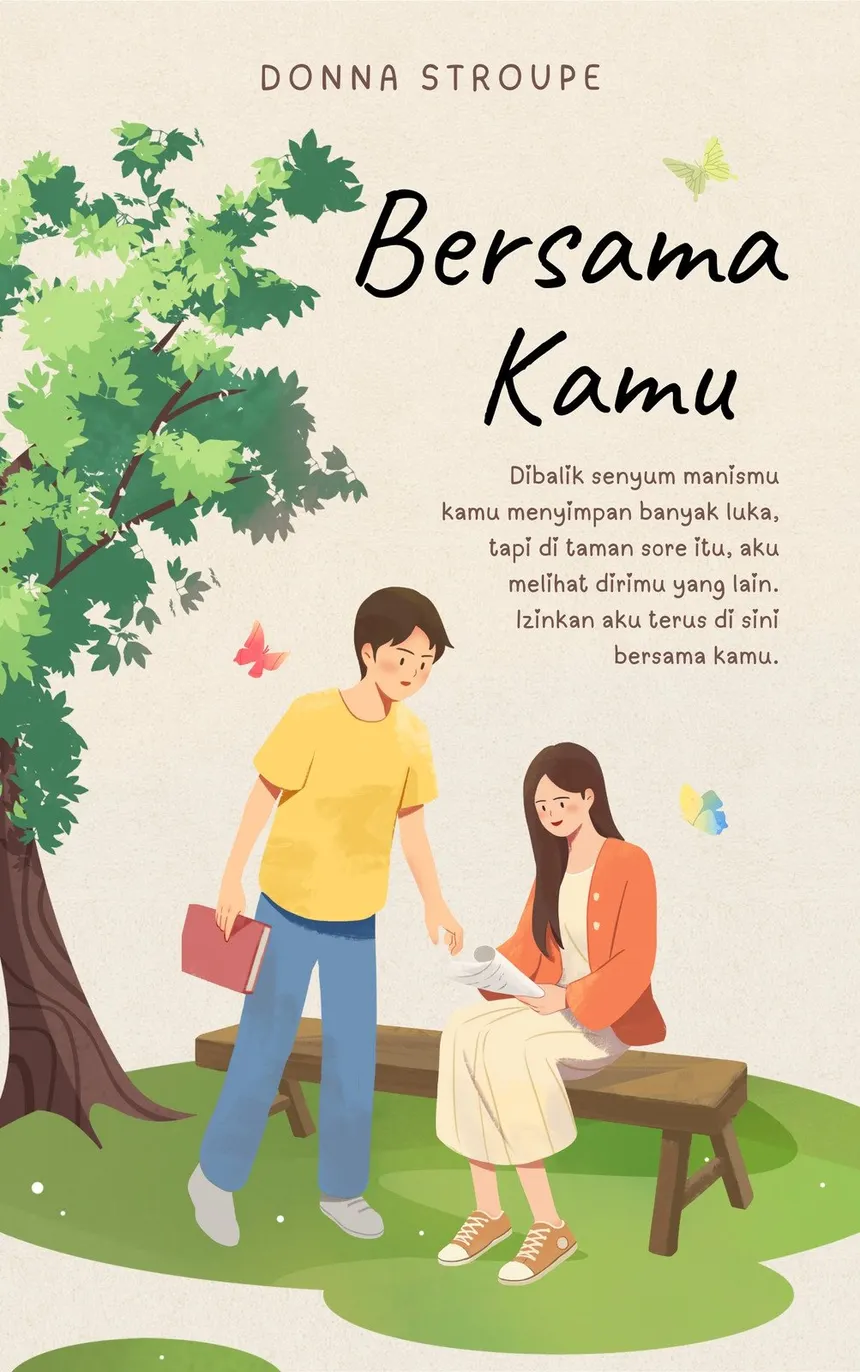 DONNA STROUPE
Bersama
Kamu
Dibalik senyum manismu
kamu menyimpan banyak luka,
tapi di taman sore itu, aku
melihat dirimu yang lain.
Izinkan aku terus di sini
bersama kamu.